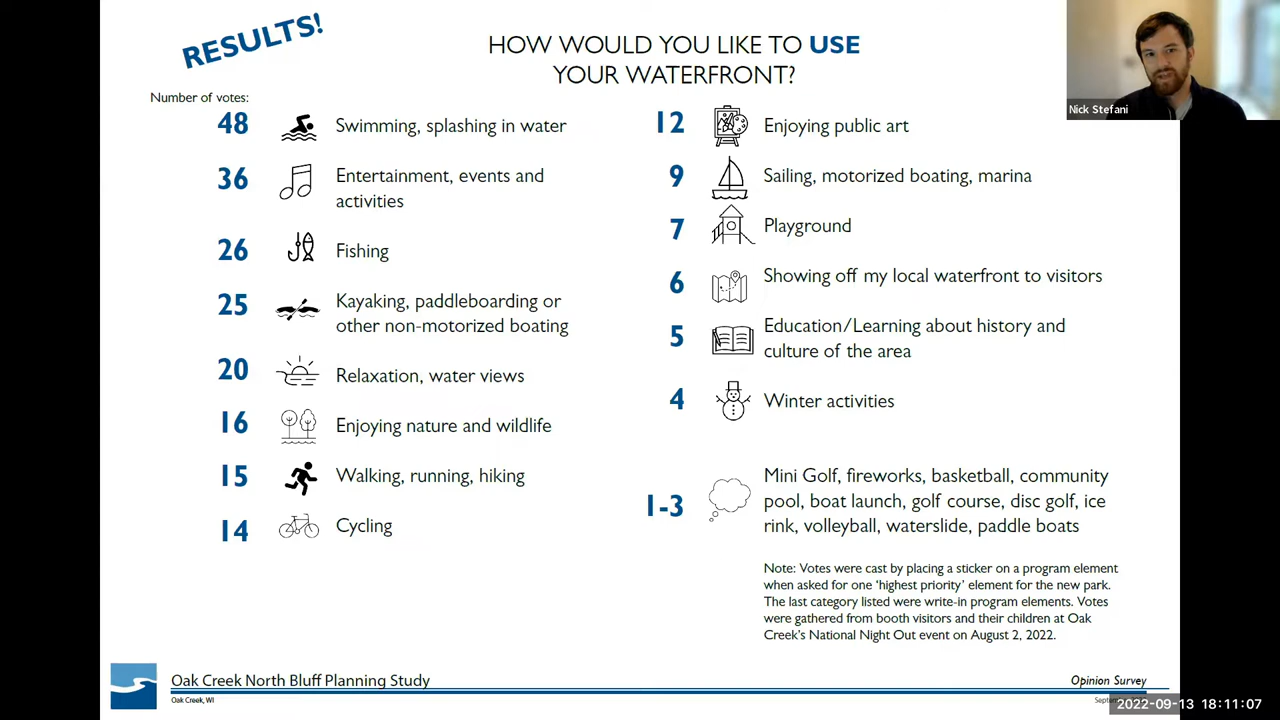 RESULTS!
HOW WOULD YOU LIKE TO USE
YOUR WATERFRONT?
Number of votes:
48 Swimming, splashing in water
36 Entertainment, events and
activities
26 Fishing
25 Kayaking, paddleboarding or
other non-motorized boating
20 Relaxation, water views
16 Enjoying nature and wildlife
15 Walking, running, hiking
14 Cycling
12 Enjoying public art
9 Sailing, motorized boating, marina
7 Playground
6 Showing off my local waterfront to visitors
5 Education/Learning about history and
culture of the area
4 Winter activities
1-3 Mini Golf, fireworks, basketball, community
pool, boat launch, golf course, disc golf, ice
rink, volleyball, waterslide, paddle boats
Note: Votes were cast by placing a sticker on a program element
when asked for one ‘highest priority’ element for the new park.
The last category listed were write-in program elements. Votes
were gathered from booth visitors and their children at Oak
Creek’s National Night Out event on August 2, 2022.
Nick Stefani
Oak Creek North Bluff Planning Study
Oak Creek, WI
Opinion Survey
2022-09-13 18:11:07